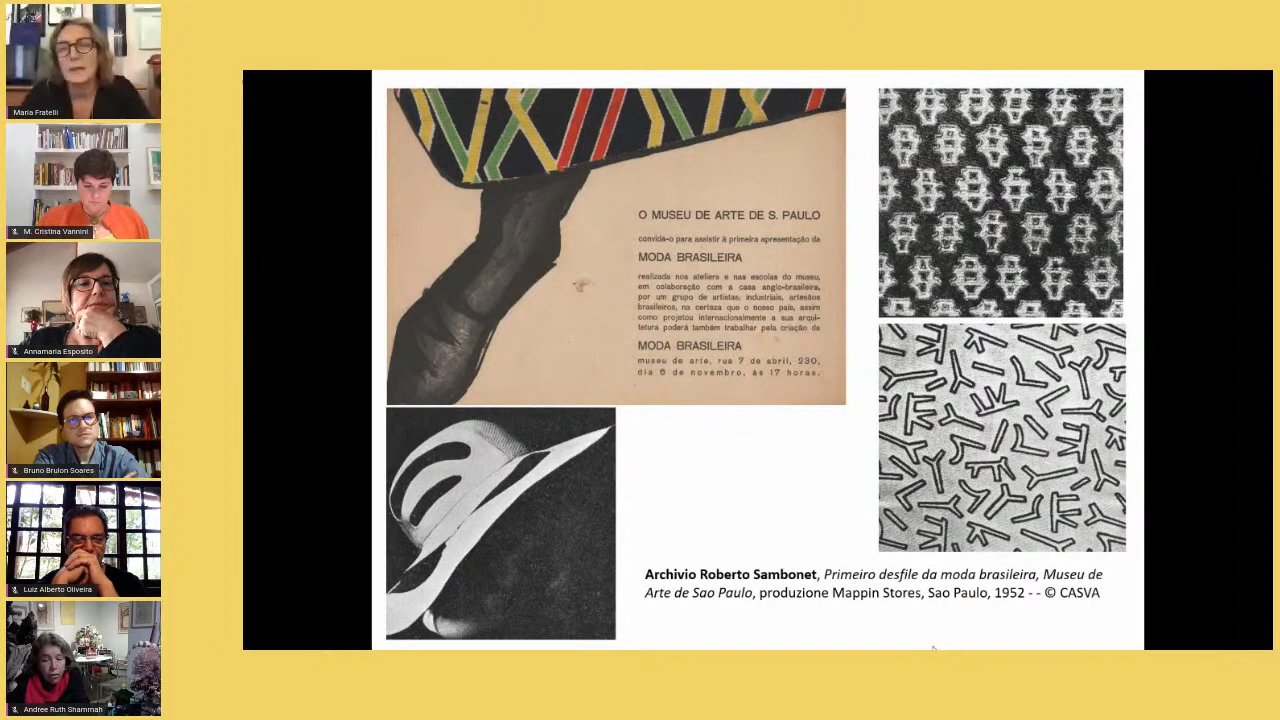 Maria Fratelli
M. Cristina Vannini
Annamaria Esposito
Bruno Brulon Soares
Luiz Alberto Oliveira
Andree Ruth Shammah
O MUSEU DE ARTE DE S. PAULO
convida-o para assistir à primeira apresentação da
MODA BRASILEIRA
realizada nos ateliers e nas escolas do museu,
em colaboração com a casa anglo-brasileira,
por um grupo de artistas, industriais, artesãos
brasileiros, na certeza que o nosso país, assim
como projetou internacionalmente a sua arqui-
tetura poderá também trabalhar pela criação da
MODA BRASILEIRA
museu de arte, rua 7 de abril, 230,
dia 6 de novembro, às 17 horas.
Archivio Roberto Sambonet, Primeiro desfile da moda brasileira, Museu de
Arte de Sao Paulo, produzione Mappin Stores, Sao Paulo, 1952 - - © CASVA